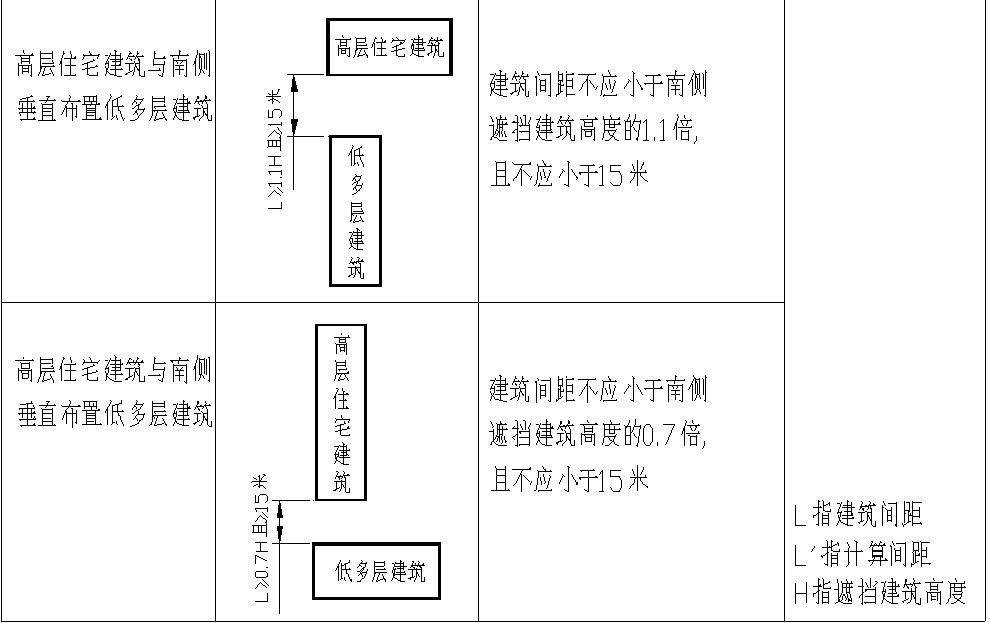 高层住宅建筑与南侧
垂直布置低多层建筑
高层住宅建筑
L≥1.1H且≥15米
低多层建筑
建筑间距不应小于南侧
遮挡建筑高度的1.1倍,
且不应小于15米
高层住宅建筑与南侧
垂直布置低多层建筑
高层住宅建筑
L≥0.7H且≥15米
低多层建筑
建筑间距不应小于南侧
遮挡建筑高度的0.7倍,
且不应小于15米
L指建筑间距
L′指计算间距
H指遮挡建筑高度